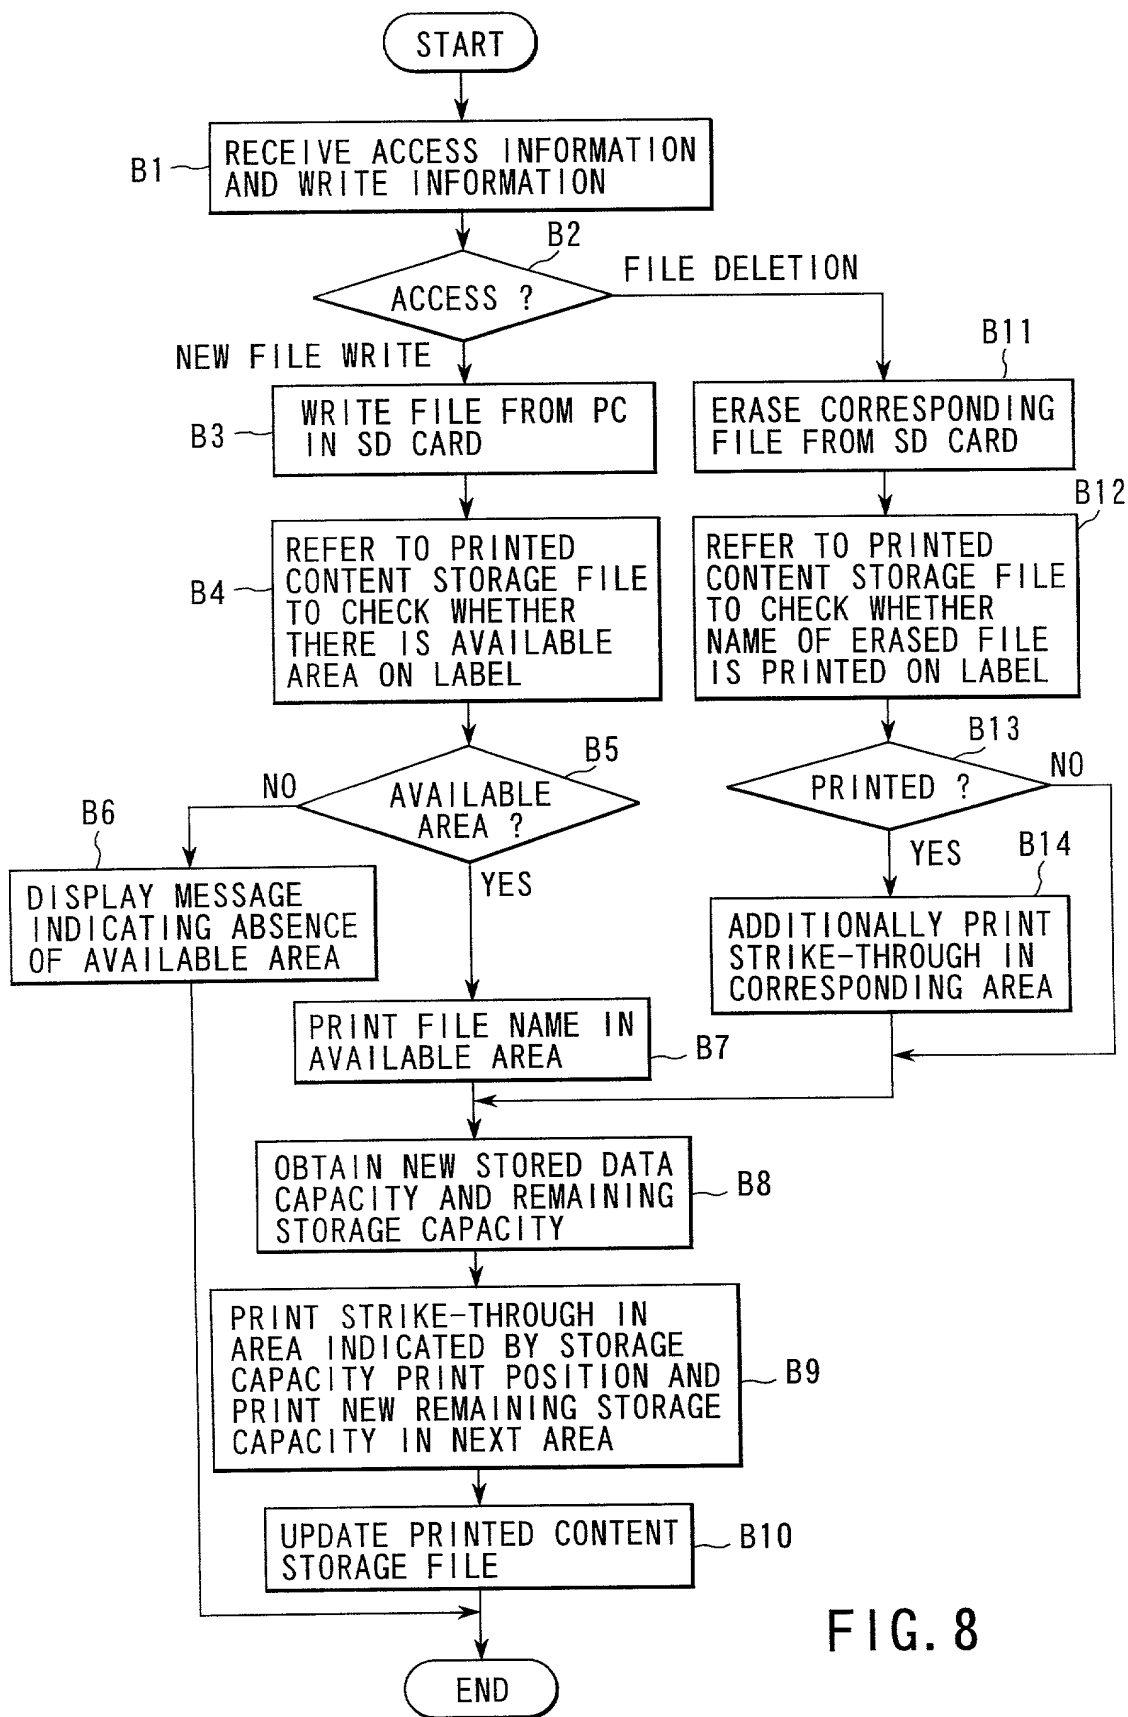 START
B1
RECEIVE ACCESS INFORMATION
AND WRITE INFORMATION
B2
ACCESS ?
FILE DELETION
NEW FILE WRITE
B3
WRITE FILE FROM PC
IN SD CARD
B11
ERASE CORRESPONDING
FILE FROM SD CARD
B4
REFER TO PRINTED
CONTENT STORAGE FILE
TO CHECK WHETHER
THERE IS AVAILABLE
AREA ON LABEL
B12
REFER TO PRINTED
CONTENT STORAGE FILE
TO CHECK WHETHER
NAME OF ERASED FILE
IS PRINTED ON LABEL
B5
AVAILABLE
AREA ?
NO
YES
B13
PRINTED ?
NO
YES
B6
DISPLAY MESSAGE
INDICATING ABSENCE
OF AVAILABLE AREA
B14
ADDITIONALLY PRINT
STRIKE-THROUGH IN
CORRESPONDING AREA
PRINT FILE NAME IN
AVAILABLE AREA
B7
OBTAIN NEW STORED DATA
CAPACITY AND REMAINING
STORAGE CAPACITY
B8
PRINT STRIKE-THROUGH IN
AREA INDICATED BY STORAGE
CAPACITY PRINT POSITION AND
PRINT NEW REMAINING STORAGE
CAPACITY IN NEXT AREA
B9
UPDATE PRINTED CONTENT
STORAGE FILE
B10
END
FIG. 8